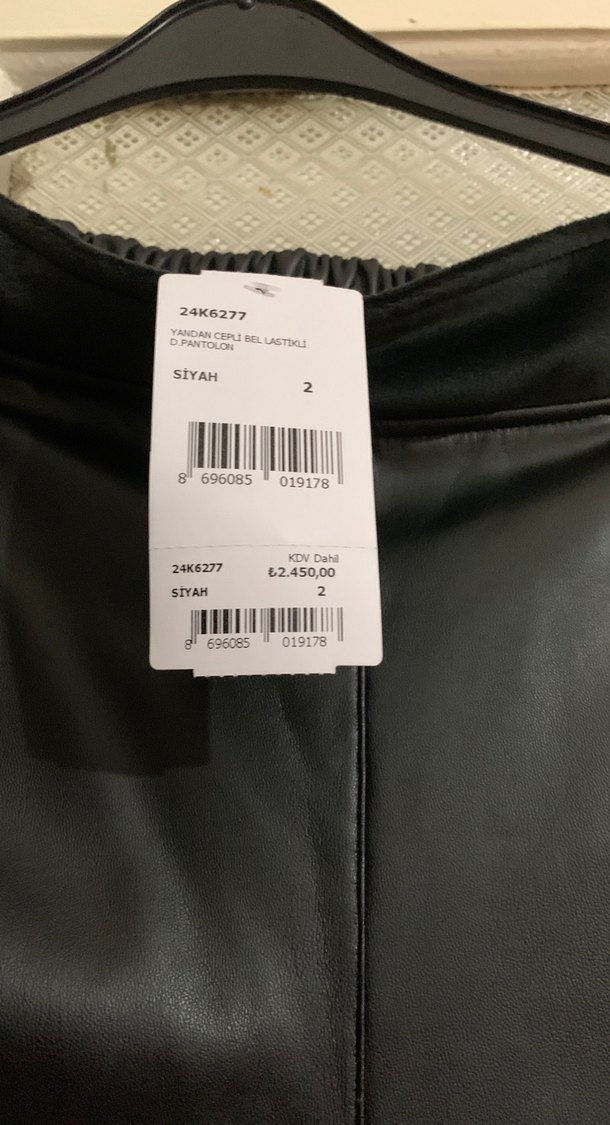 24K6277
YANDAN CEPLİ BEL LASTİKLİ
D.PANTOLON
SİYAH
2
8 696085 019178
KDV Dahil
24K6277 ₺2.450,00
SİYAH 2
8 696085 019178